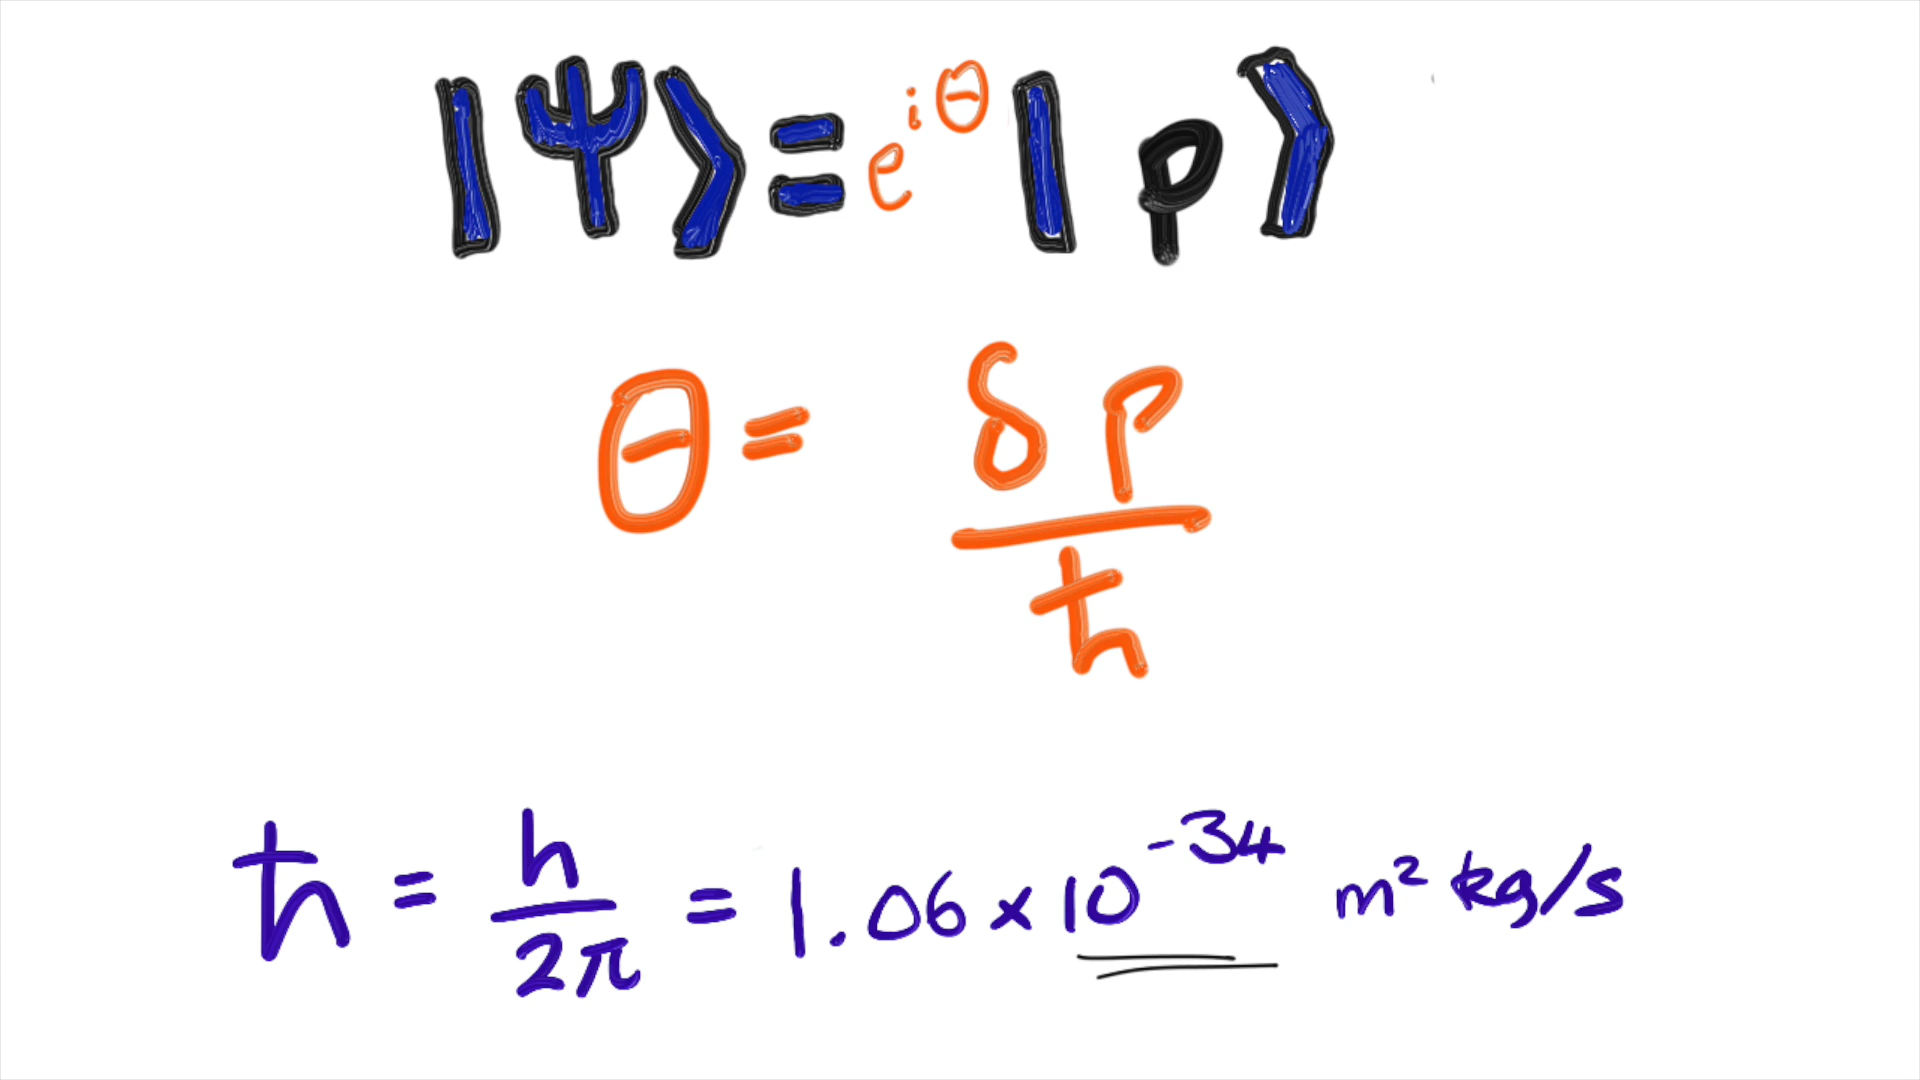 |Ψ⟩ = e^{iθ} |p⟩
θ = δp / ħ
ħ = h / 2π = 1.06 × 10^{-34} m² kg/s